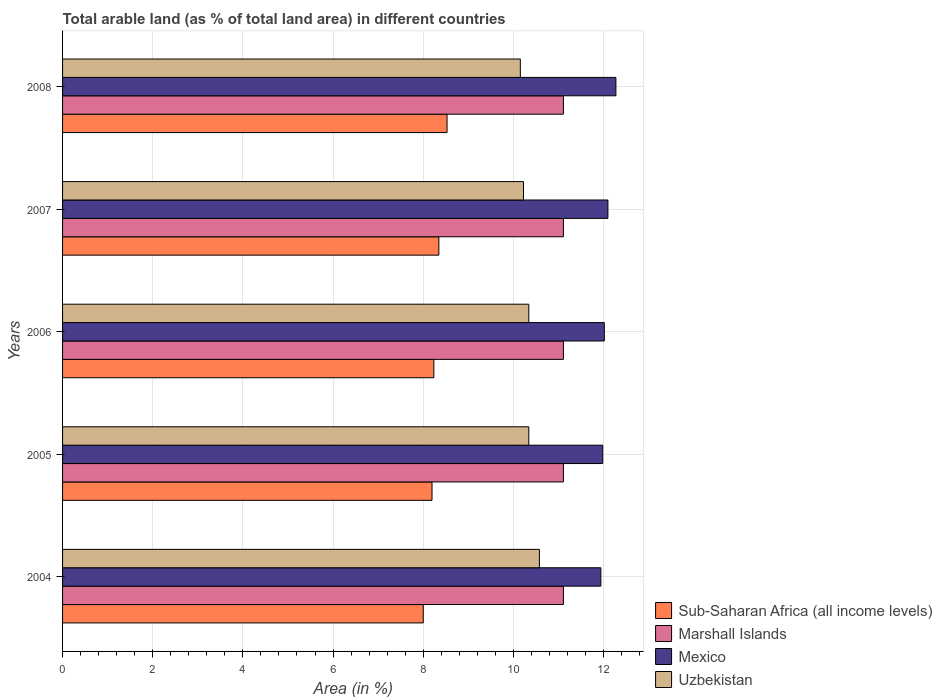 Total arable land (as % of total land area) in different countries
2008
2007
2006
2005
2004
Years
0
2
4
6
8
10
12
Area (in %)
Sub-Saharan Africa (all income levels)
Marshall Islands
Mexico
Uzbekistan